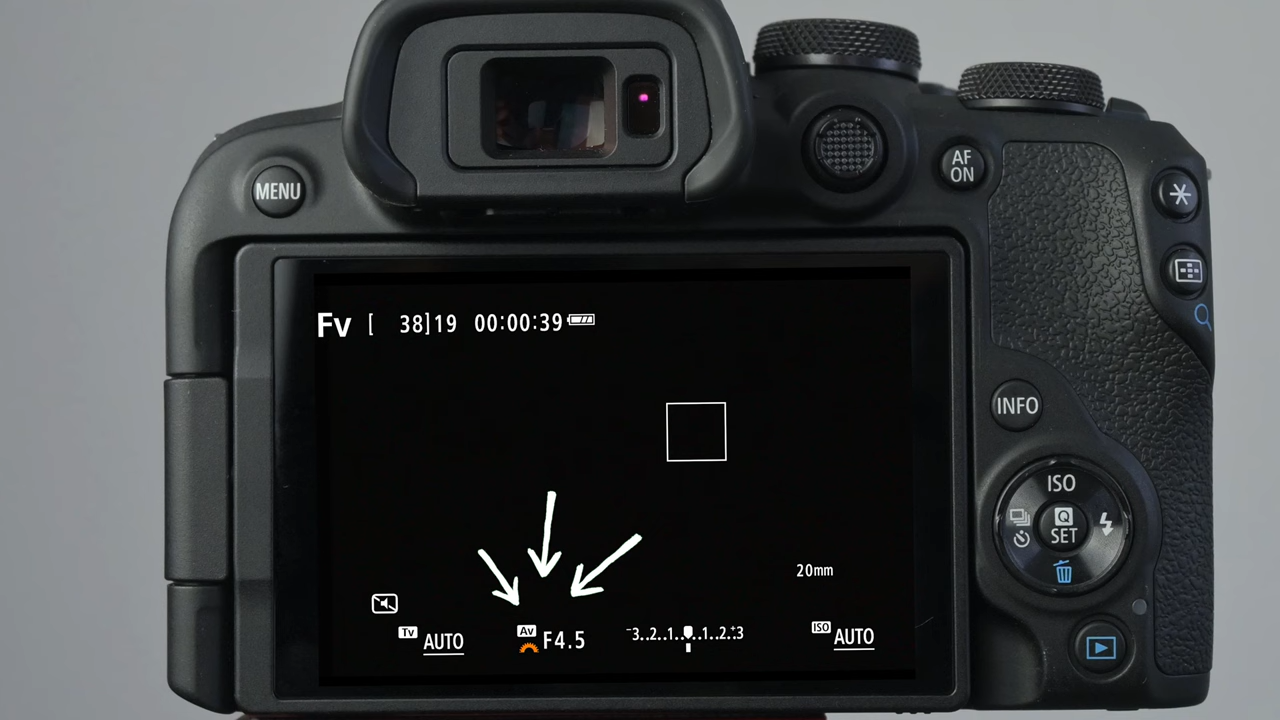 AF
ON
MENU
Fv [ 38]19 00:00:39
INFO
ISO
Q
SET
20mm
Tv AUTO Av F4.5 -3..2..1..0..1..2.+3 ISO AUTO